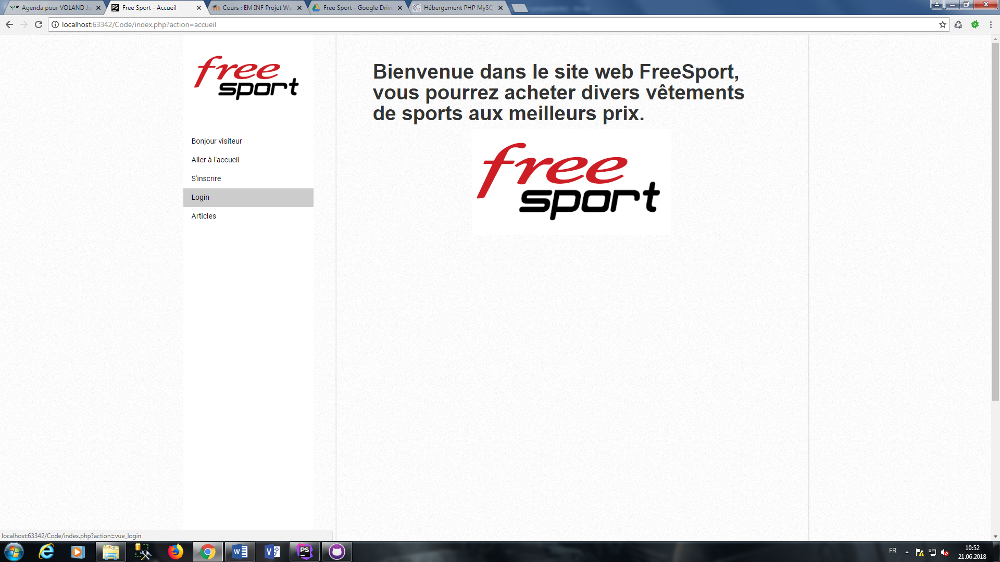 Agenda pour VOLAND Jo
Free Sport - Accueil
Cours : EM INF Projet We
Free Sport - Google Drive
Hébergement PHP MySQ
localhost:63342/Code/index.php?action=accueil
free
sport
Bonjour visiteur
Aller à l'accueil
S'inscrire
Login
Articles
Bienvenue dans le site web FreeSport,
vous pourrez acheter divers vêtements
de sports aux meilleurs prix.
free
sport
localhost:63342/Code/index.php?action=vue_login
FR
10:52
21.06.2018